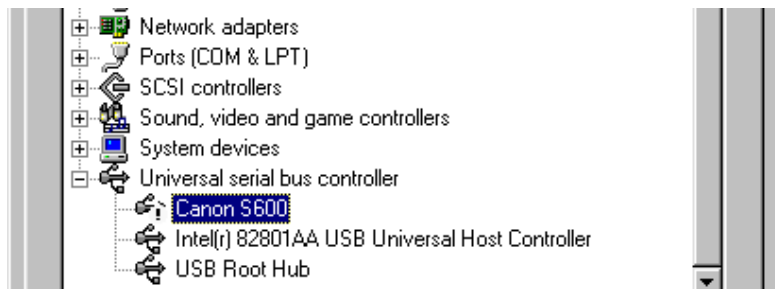 Network adapters
Ports (COM & LPT)
SCSI controllers
Sound, video and game controllers
System devices
Universal serial bus controller
Canon S600
Intel(r) 82801AA USB Universal Host Controller
USB Root Hub